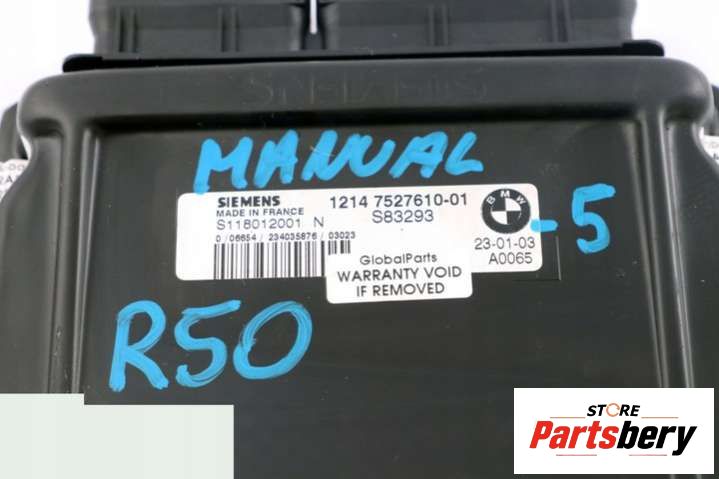 SIEMENS
MANUAL
SIEMENS 1214 7527610-01
MADE IN FRANCE S83293
S118012001 N
0 / 06654 / 234035876 / 03023
BMW
23-01-03
A0065
-5
GlobalParts
WARRANTY VOID
IF REMOVED
R50
STORE
Partsbery